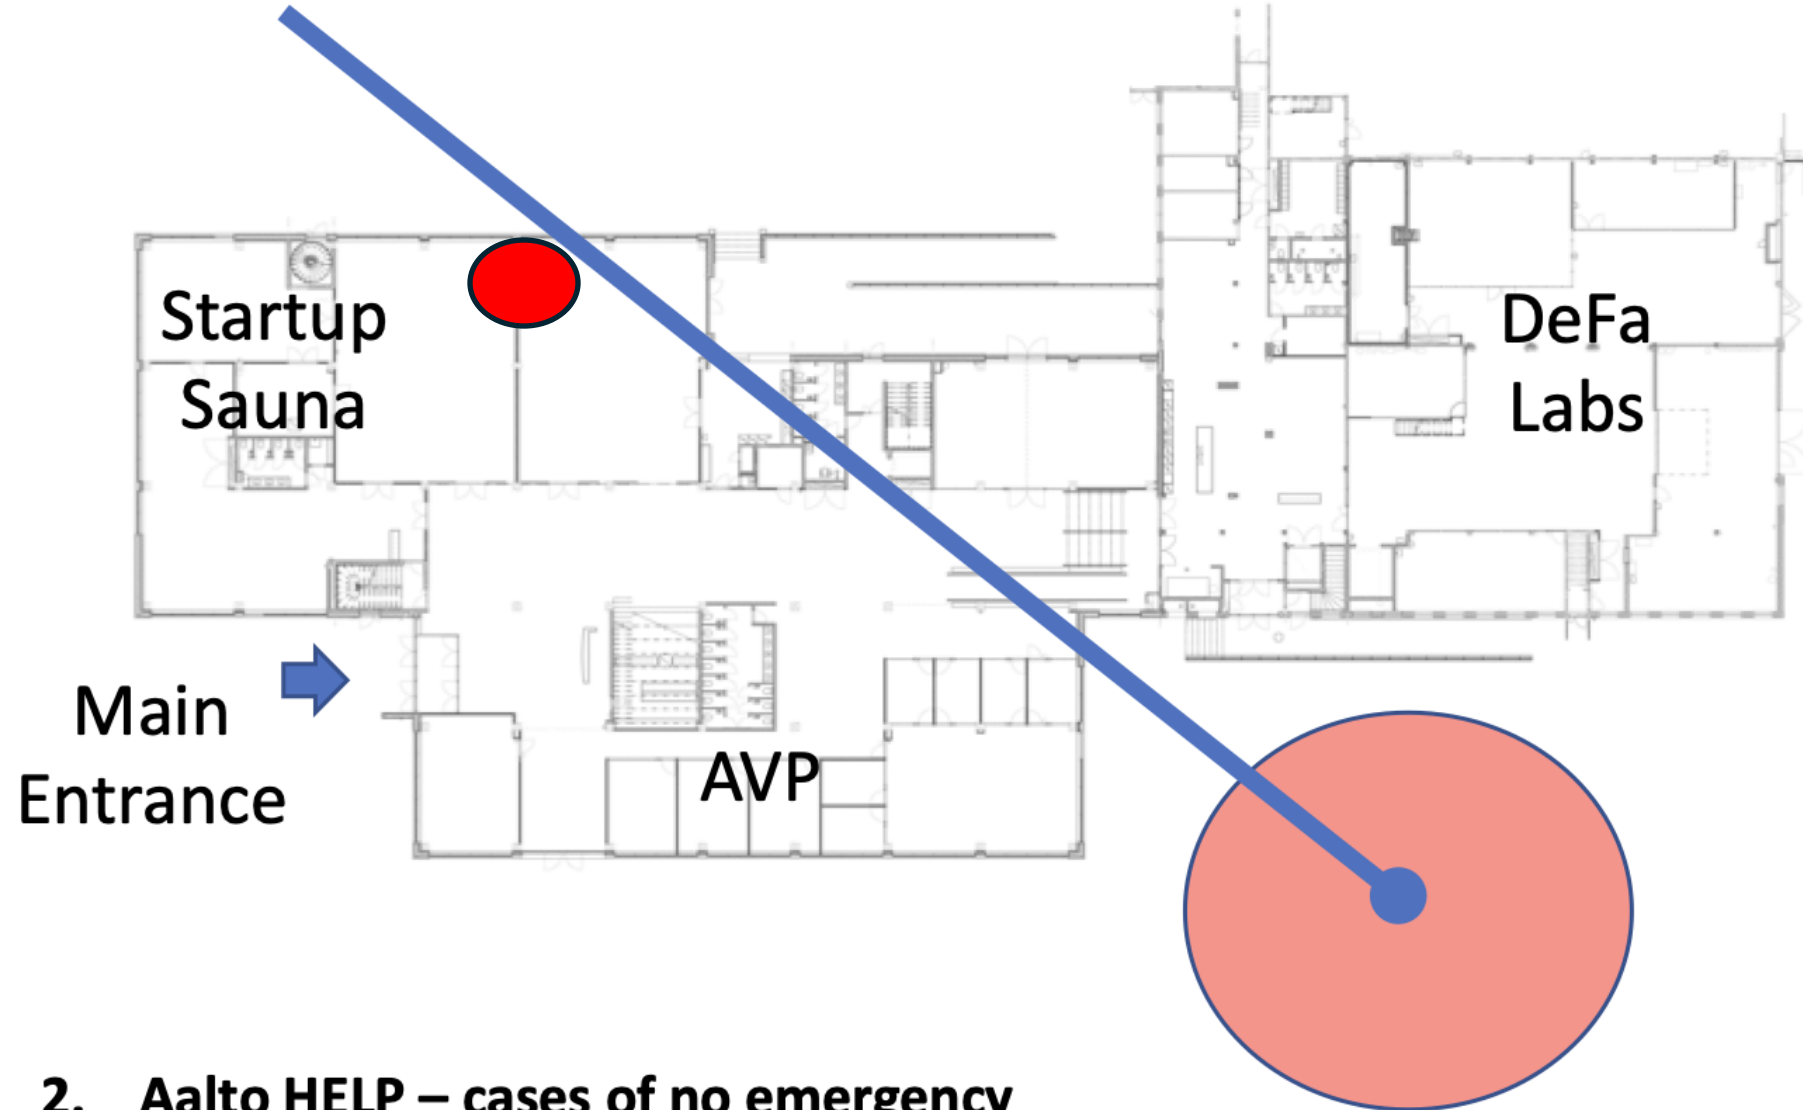 Startup
Sauna
DeFa
Labs
Main
Entrance
AVP
2. Aalto HELP – cases of no emergency